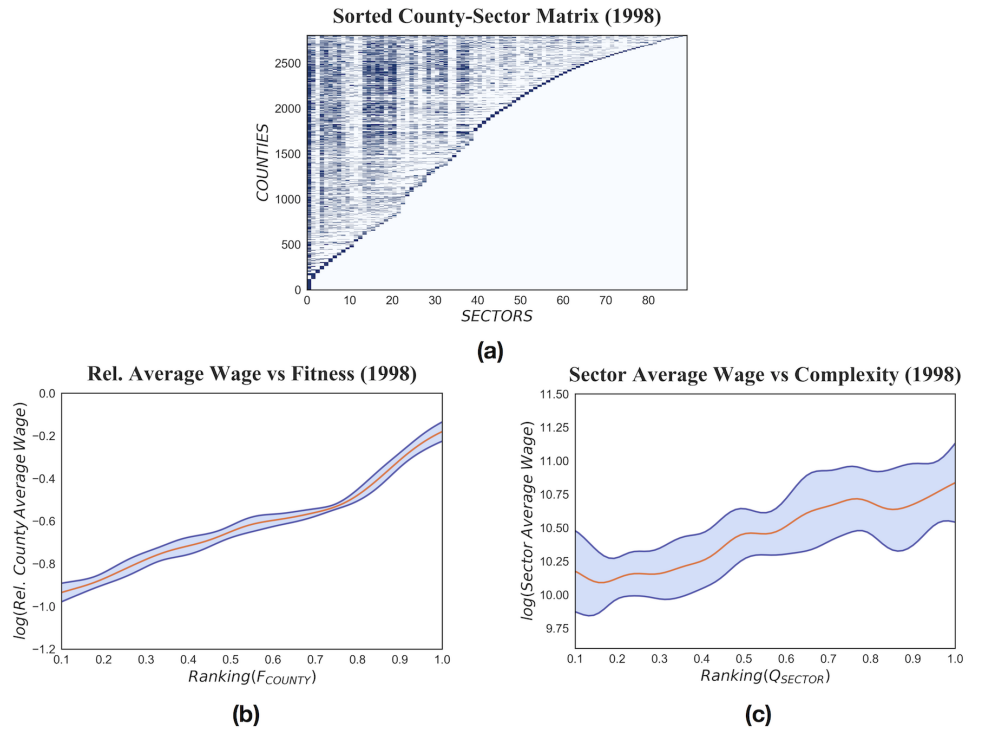 Sorted County-Sector Matrix (1998)
COUNTIES
2500
2000
1500
1000
500
0
0 10 20 30 40 50 60 70 80
SECTORS
(a)
Rel. Average Wage vs Fitness (1998)
log(Rel. County Average Wage)
0.0
−0.2
−0.4
−0.6
−0.8
−1.0
−1.2
0.1 0.2 0.3 0.4 0.5 0.6 0.7 0.8 0.9 1.0
Ranking(F_COUNTY)
(b)
Sector Average Wage vs Complexity (1998)
log(Sector Average Wage)
11.50
11.25
11.00
10.75
10.50
10.25
10.00
9.75
0.1 0.2 0.3 0.4 0.5 0.6 0.7 0.8 0.9 1.0
Ranking(Q_SECTOR)
(c)